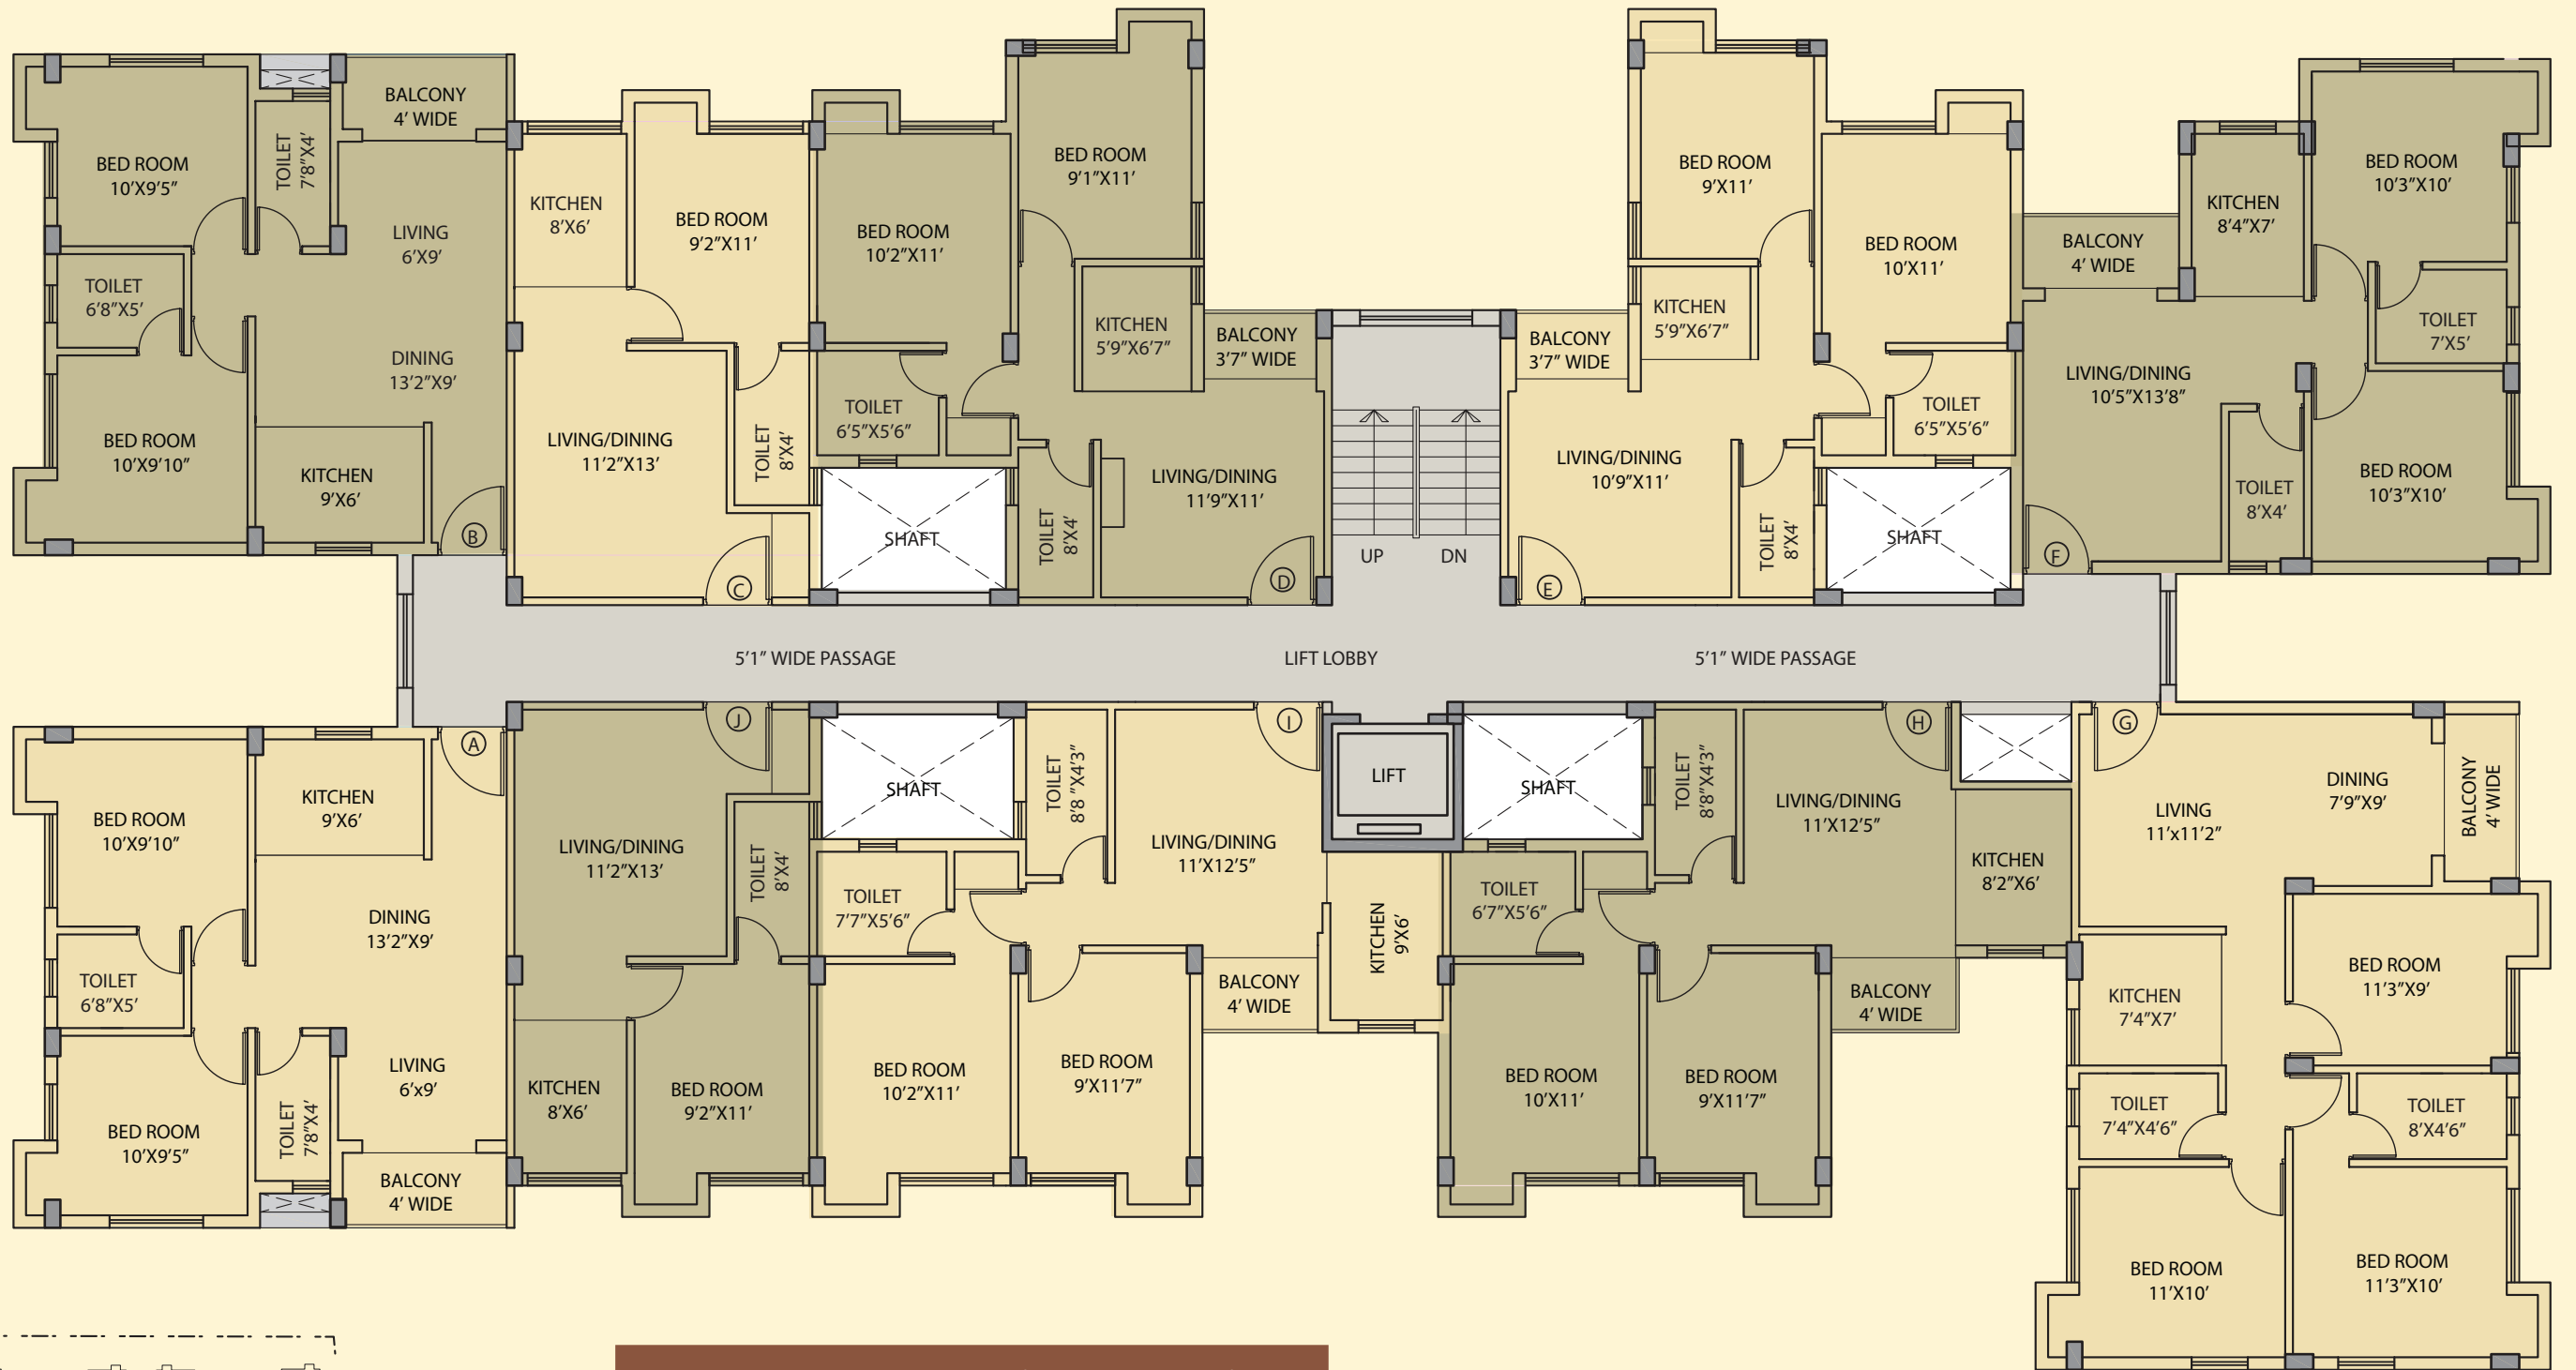 BED ROOM
10'X9'5"
TOILET
7'8"X4'
BALCONY
4' WIDE
LIVING
6'X9'
TOILET
6'8"X5'
DINING
13'2"X9'
BED ROOM
10'X9'10"
KITCHEN
9'X6'
B
KITCHEN
8'X6'
BED ROOM
9'2"X11'
LIVING/DINING
11'2"X13'
TOILET
8'X4'
C
BED ROOM
10'2"X11'
BED ROOM
9'1"X11'
KITCHEN
5'9"X6'7"
BALCONY
3'7" WIDE
TOILET
6'5"X5'6"
SHAFT
TOILET
8'X4'
LIVING/DINING
11'9"X11'
D
UP
DN
BED ROOM
9'X11'
BED ROOM
10'X11'
KITCHEN
5'9"X6'7"
BALCONY
3'7" WIDE
LIVING/DINING
10'9"X11'
TOILET
6'5"X5'6"
TOILET
8'X4'
SHAFT
E
BALCONY
4' WIDE
KITCHEN
8'4"X7'
BED ROOM
10'3"X10'
TOILET
7'X5'
LIVING/DINING
10'5"X13'8"
TOILET
8'X4'
BED ROOM
10'3"X10'
F
5'1" WIDE PASSAGE
LIFT LOBBY
5'1" WIDE PASSAGE
A
BED ROOM
10'X9'10"
KITCHEN
9'X6'
DINING
13'2"X9'
TOILET
6'8"X5'
LIVING
6'x9'
BED ROOM
10'X9'5"
TOILET
7'8"X4'
BALCONY
4' WIDE
J
LIVING/DINING
11'2"X13'
TOILET
8'X4'
KITCHEN
8'X6'
BED ROOM
9'2"X11'
SHAFT
TOILET
8'8 "X4'3"
I
LIVING/DINING
11'X12'5"
TOILET
7'7"X5'6"
KITCHEN
9'X6'
BALCONY
4' WIDE
BED ROOM
10'2"X11'
BED ROOM
9'X11'7"
LIFT
SHAFT
TOILET
8'8"X4'3"
H
LIVING/DINING
11'X12'5"
TOILET
6'7"X5'6"
KITCHEN
8'2"X6'
BALCONY
4' WIDE
BED ROOM
10'X11'
BED ROOM
9'X11'7"
G
LIVING
11'x11'2"
DINING
7'9"X9'
BALCONY
4' WIDE
KITCHEN
7'4"X7'
BED ROOM
11'3"X9'
TOILET
7'4"X4'6"
TOILET
8'X4'6"
BED ROOM
11'X10'
BED ROOM
11'3"X10'